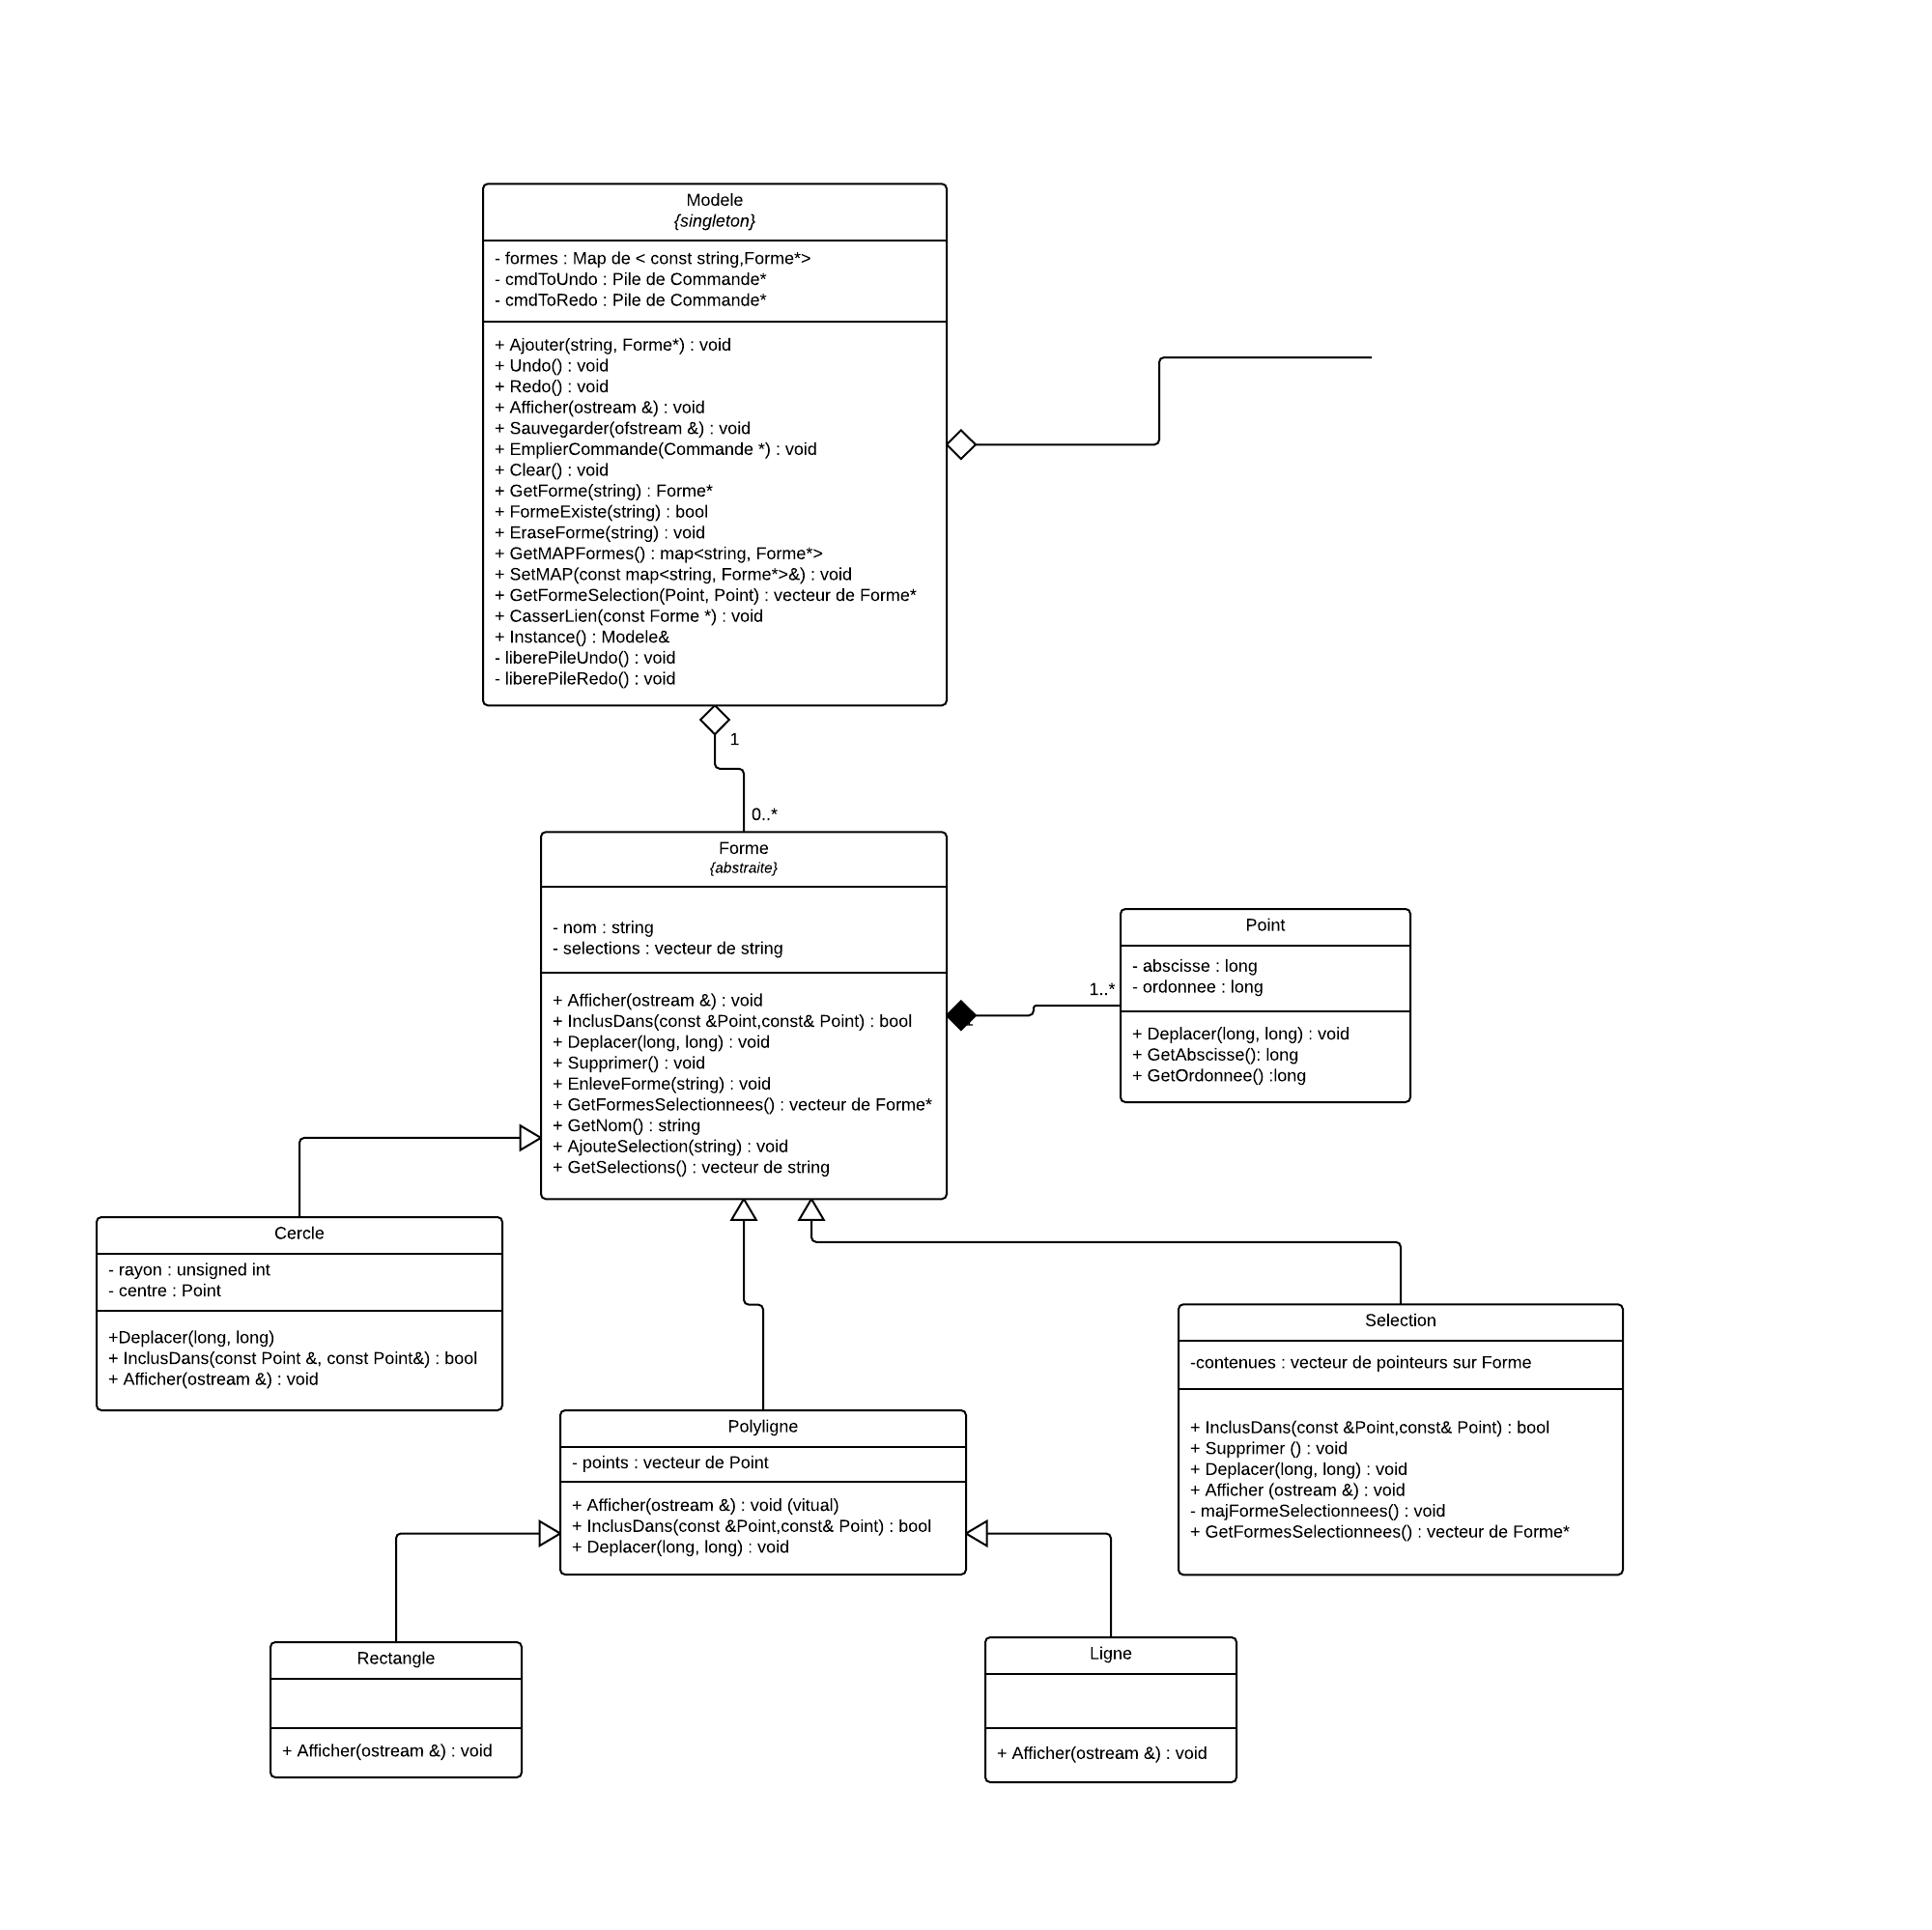 Modele
{singleton}
- formes : Map de < const string,Forme*>
- cmdToUndo : Pile de Commande*
- cmdToRedo : Pile de Commande*
+ Ajouter(string, Forme*) : void
+ Undo() : void
+ Redo() : void
+ Afficher(ostream &) : void
+ Sauvegarder(ofstream &) : void
+ EmplierCommande(Commande *) : void
+ Clear() : void
+ GetForme(string) : Forme*
+ FormeExiste(string) : bool
+ EraseForme(string) : void
+ GetMAPFormes() : map<string, Forme*>
+ SetMAP(const map<string, Forme*>&) : void
+ GetFormeSelection(Point, Point) : vecteur de Forme*
+ CasserLien(const Forme *) : void
+ Instance() : Modele&
- liberePileUndo() : void
- liberePileRedo() : void
1
0..*
Forme
{abstraite}
- nom : string
- selections : vecteur de string
+ Afficher(ostream &) : void
+ InclusDans(const &Point,const& Point) : bool
+ Deplacer(long, long) : void
+ Supprimer() : void
+ EnleveForme(string) : void
+ GetFormesSelectionnees() : vecteur de Forme*
+ GetNom() : string
+ AjouteSelection(string) : void
+ GetSelections() : vecteur de string
1..*
Point
- abscisse : long
- ordonnee : long
+ Deplacer(long, long) : void
+ GetAbscisse(): long
+ GetOrdonnee() :long
Cercle
- rayon : unsigned int
- centre : Point
+Deplacer(long, long)
+ InclusDans(const Point &, const Point&) : bool
+ Afficher(ostream &) : void
Polyligne
- points : vecteur de Point
+ Afficher(ostream &) : void (vitual)
+ InclusDans(const &Point,const& Point) : bool
+ Deplacer(long, long) : void
Selection
-contenues : vecteur de pointeurs sur Forme
+ InclusDans(const &Point,const& Point) : bool
+ Supprimer () : void
+ Deplacer(long, long) : void
+ Afficher (ostream &) : void
- majFormeSelectionnees() : void
+ GetFormesSelectionnees() : vecteur de Forme*
Rectangle
+ Afficher(ostream &) : void
Ligne
+ Afficher(ostream &) : void